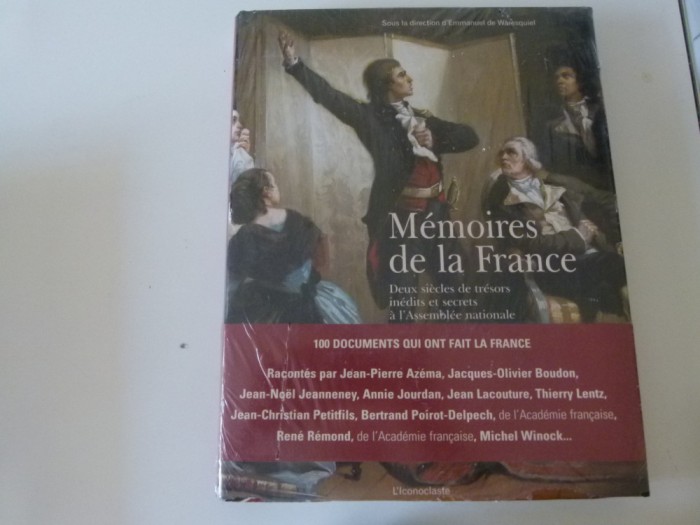 Sous la direction d'Emmanuel de Waresquiel
Mémoires
de la France
Deux siècles de trésors
inédits et secrets
à l'Assemblée nationale
100 DOCUMENTS QUI ONT FAIT LA FRANCE
Racontés par Jean-Pierre Azéma, Jacques-Olivier Boudon,
Jean-Noël Jeanneney, Annie Jourdan, Jean Lacouture, Thierry Lentz,
Jean-Christian Petitfils, Bertrand Poirot-Delpech, de l'Académie française,
René Rémond, de l'Académie française, Michel Winock...
L'Iconoclaste